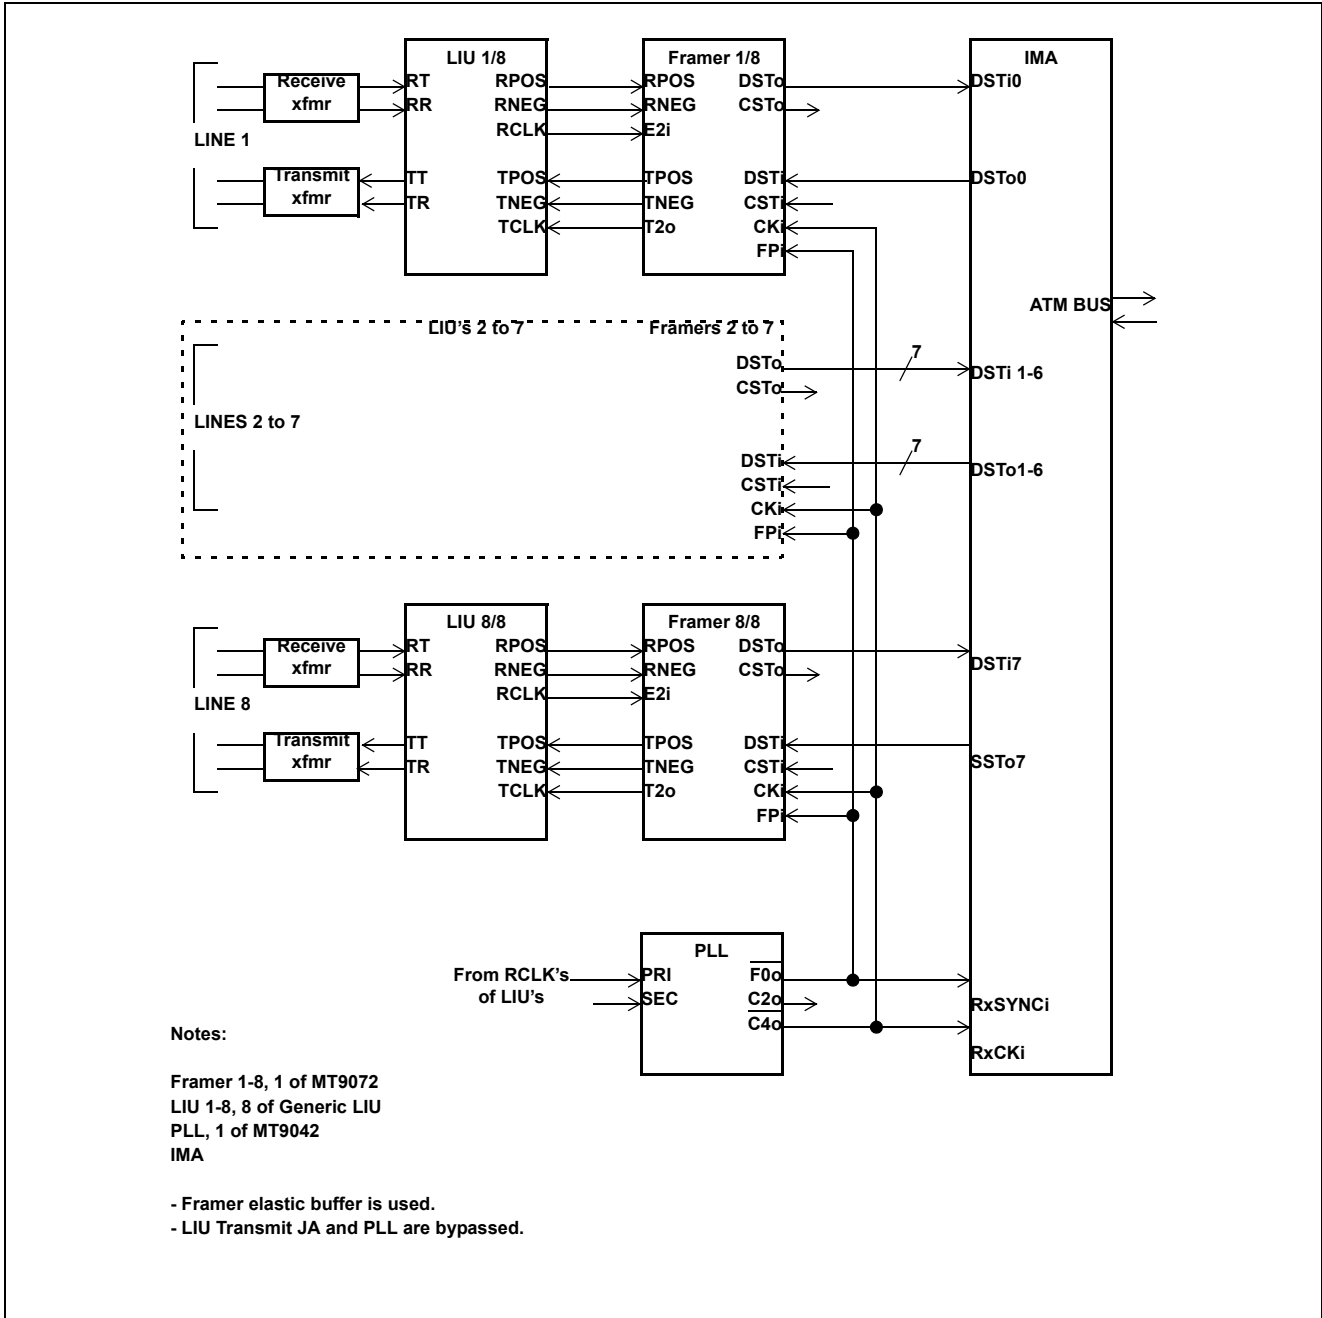 LIU 1/8
Framer 1/8
IMA
Receive
xfmr
LINE 1
Transmit
xfmr
RT
RR
TT
TR
RPOS
RNEG
RCLK
TPOS
TNEG
TCLK
RPOS
RNEG
E2i
TPOS
TNEG
T2o
DSTo
CSTo
DSTi
CSTi
CKi
FPi
DSTi0
DSTo0
ATM BUS
LIU's 2 to 7
Framers 2 to 7
LINES 2 to 7
DSTo
CSTo
DSTi
CSTi
CKi
FPi
7
DSTi 1-6
7
DSTo1-6
LIU 8/8
Framer 8/8
Receive
xfmr
LINE 8
Transmit
xfmr
RT
RR
TT
TR
RPOS
RNEG
RCLK
TPOS
TNEG
TCLK
RPOS
RNEG
E2i
TPOS
TNEG
T2o
DSTo
CSTo
DSTi
CSTi
CKi
FPi
DSTi7
SSTo7
PLL
From RCLK's
of LIU's
PRI
SEC
F0o
C2o
C4o
RxSYNCi
RxCKi
Notes:
Framer 1-8, 1 of MT9072
LIU 1-8, 8 of Generic LIU
PLL, 1 of MT9042
IMA
- Framer elastic buffer is used.
- LIU Transmit JA and PLL are bypassed.